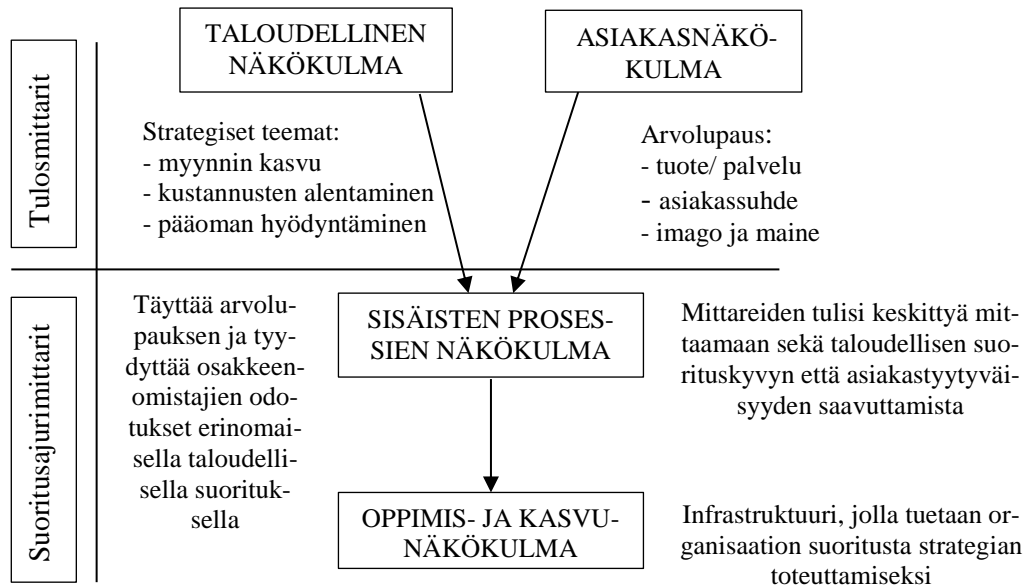 Tulosmittarit
TALOUDELLINEN
NÄKÖKULMA
ASIAKASNÄKÖ-
KULMA
Strategiset teemat:
- myynnin kasvu
- kustannusten alentaminen
- pääoman hyödyntäminen
Arvolupaus:
- tuote/ palvelu
- asiakassuhde
- imago ja maine
Suoritusajurimittarit
Täyttää arvolu-
pauksen ja tyy-
dyttää osakkeen-
omistajien odo-
tukset erinomai-
sella taloudelli-
sella suorituk-
sella
SISÄISTEN PROSES-
SIEN NÄKÖKULMA
Mittareiden tulisi keskittyä mit-
taamaan sekä taloudellisen suo-
rituskyvyn että asiakastyytyväi-
syyden saavuttamista
OPPIMIS- JA KASVU-
NÄKÖKULMA
Infrastruktuuri, jolla tuetaan or-
ganisaation suoritusta strategian
toteuttamiseksi